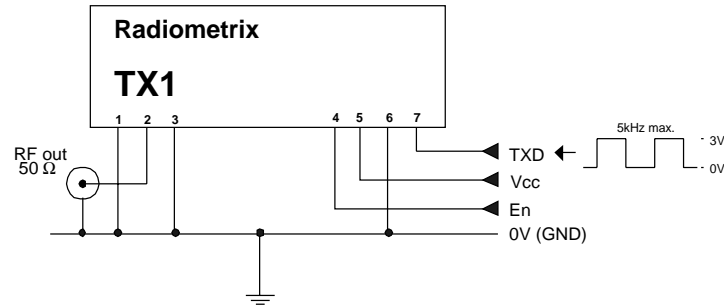 Radiometrix
TX1
1 2 3 4 5 6 7
5kHz max.
3V
0V
RF out
50 Ω
TXD
Vcc
En
0V (GND)